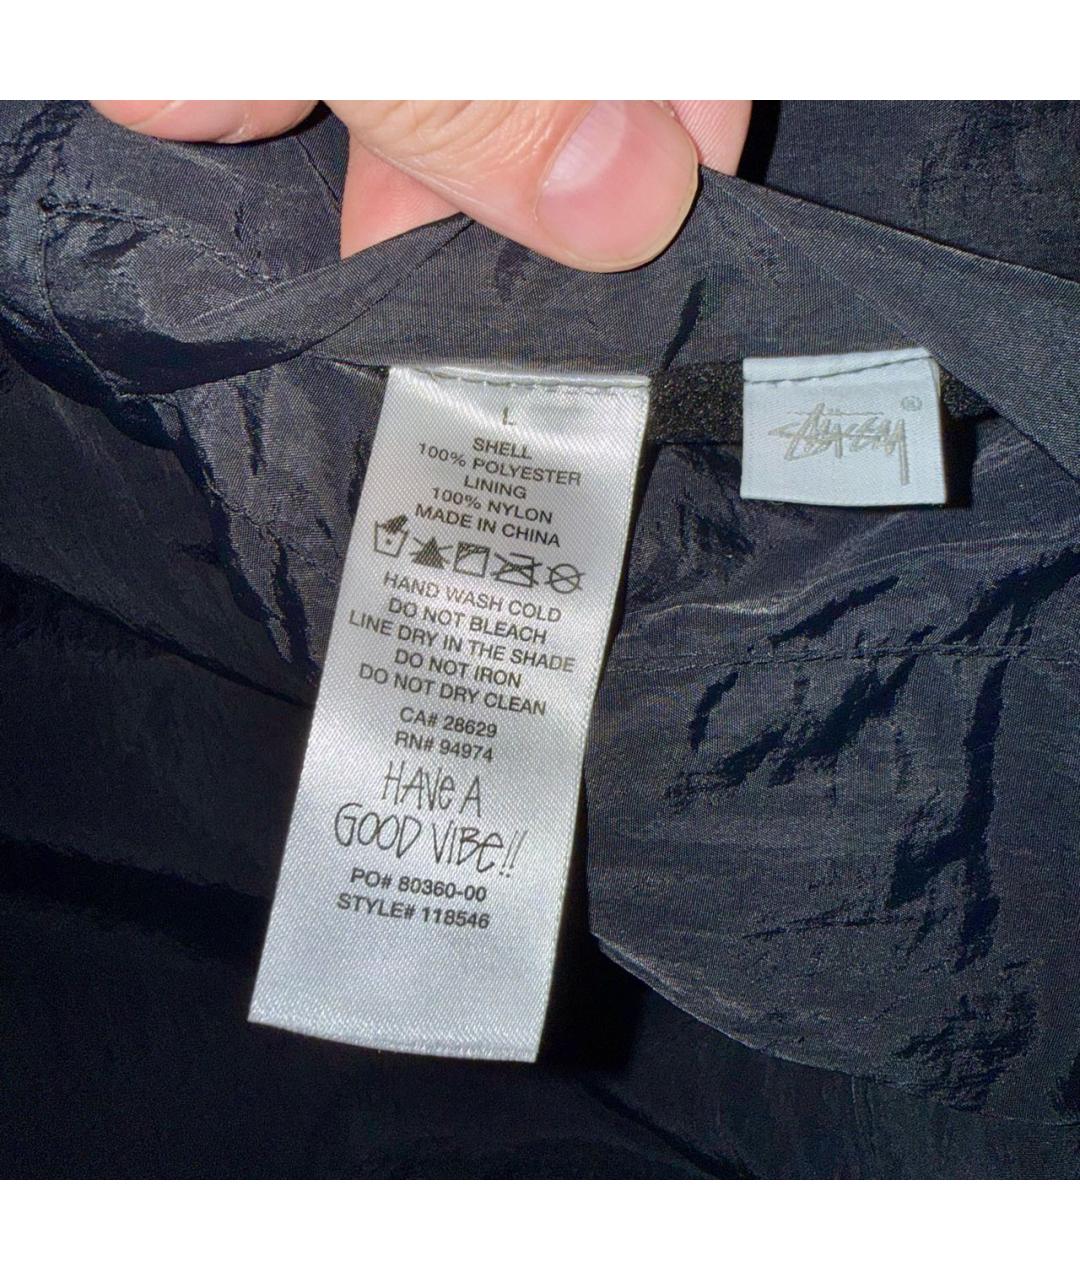 L
SHELL
100% POLYESTER
LINING
100% NYLON
MADE IN CHINA
HAND WASH COLD
DO NOT BLEACH
LINE DRY IN THE SHADE
DO NOT IRON
DO NOT DRY CLEAN
CA# 28629
RN# 94974
HAVE A
GOOD VIBE!!
PO# 80360-00
STYLE# 118546
Stüssy ®